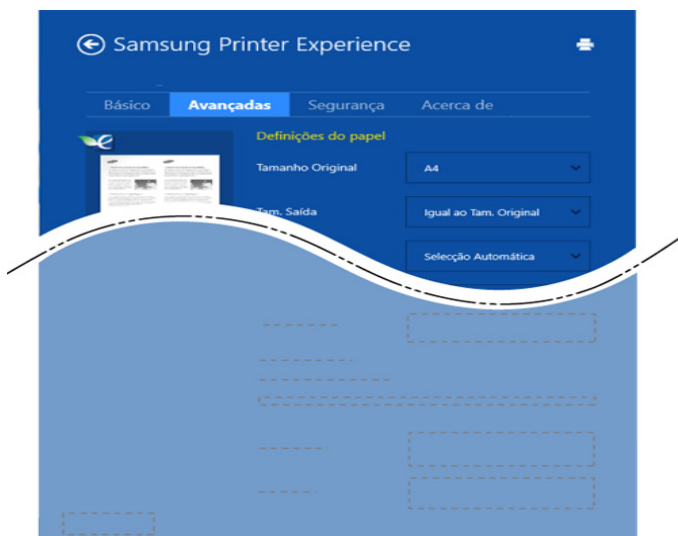 Samsung Printer Experience
Básico Avançadas Segurança Acerca de
Definições do papel
Tamanho Original A4
Tam. Saída Igual ao Tam. Original
Selecção Automática